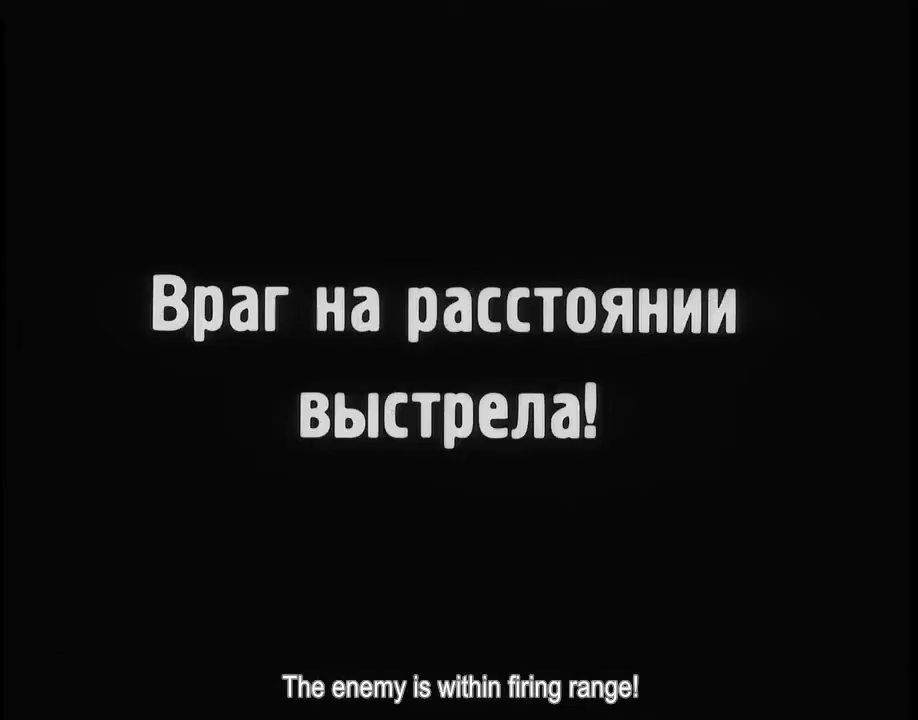 Враг на расстоянии
выстрела!
The enemy is within firing range!